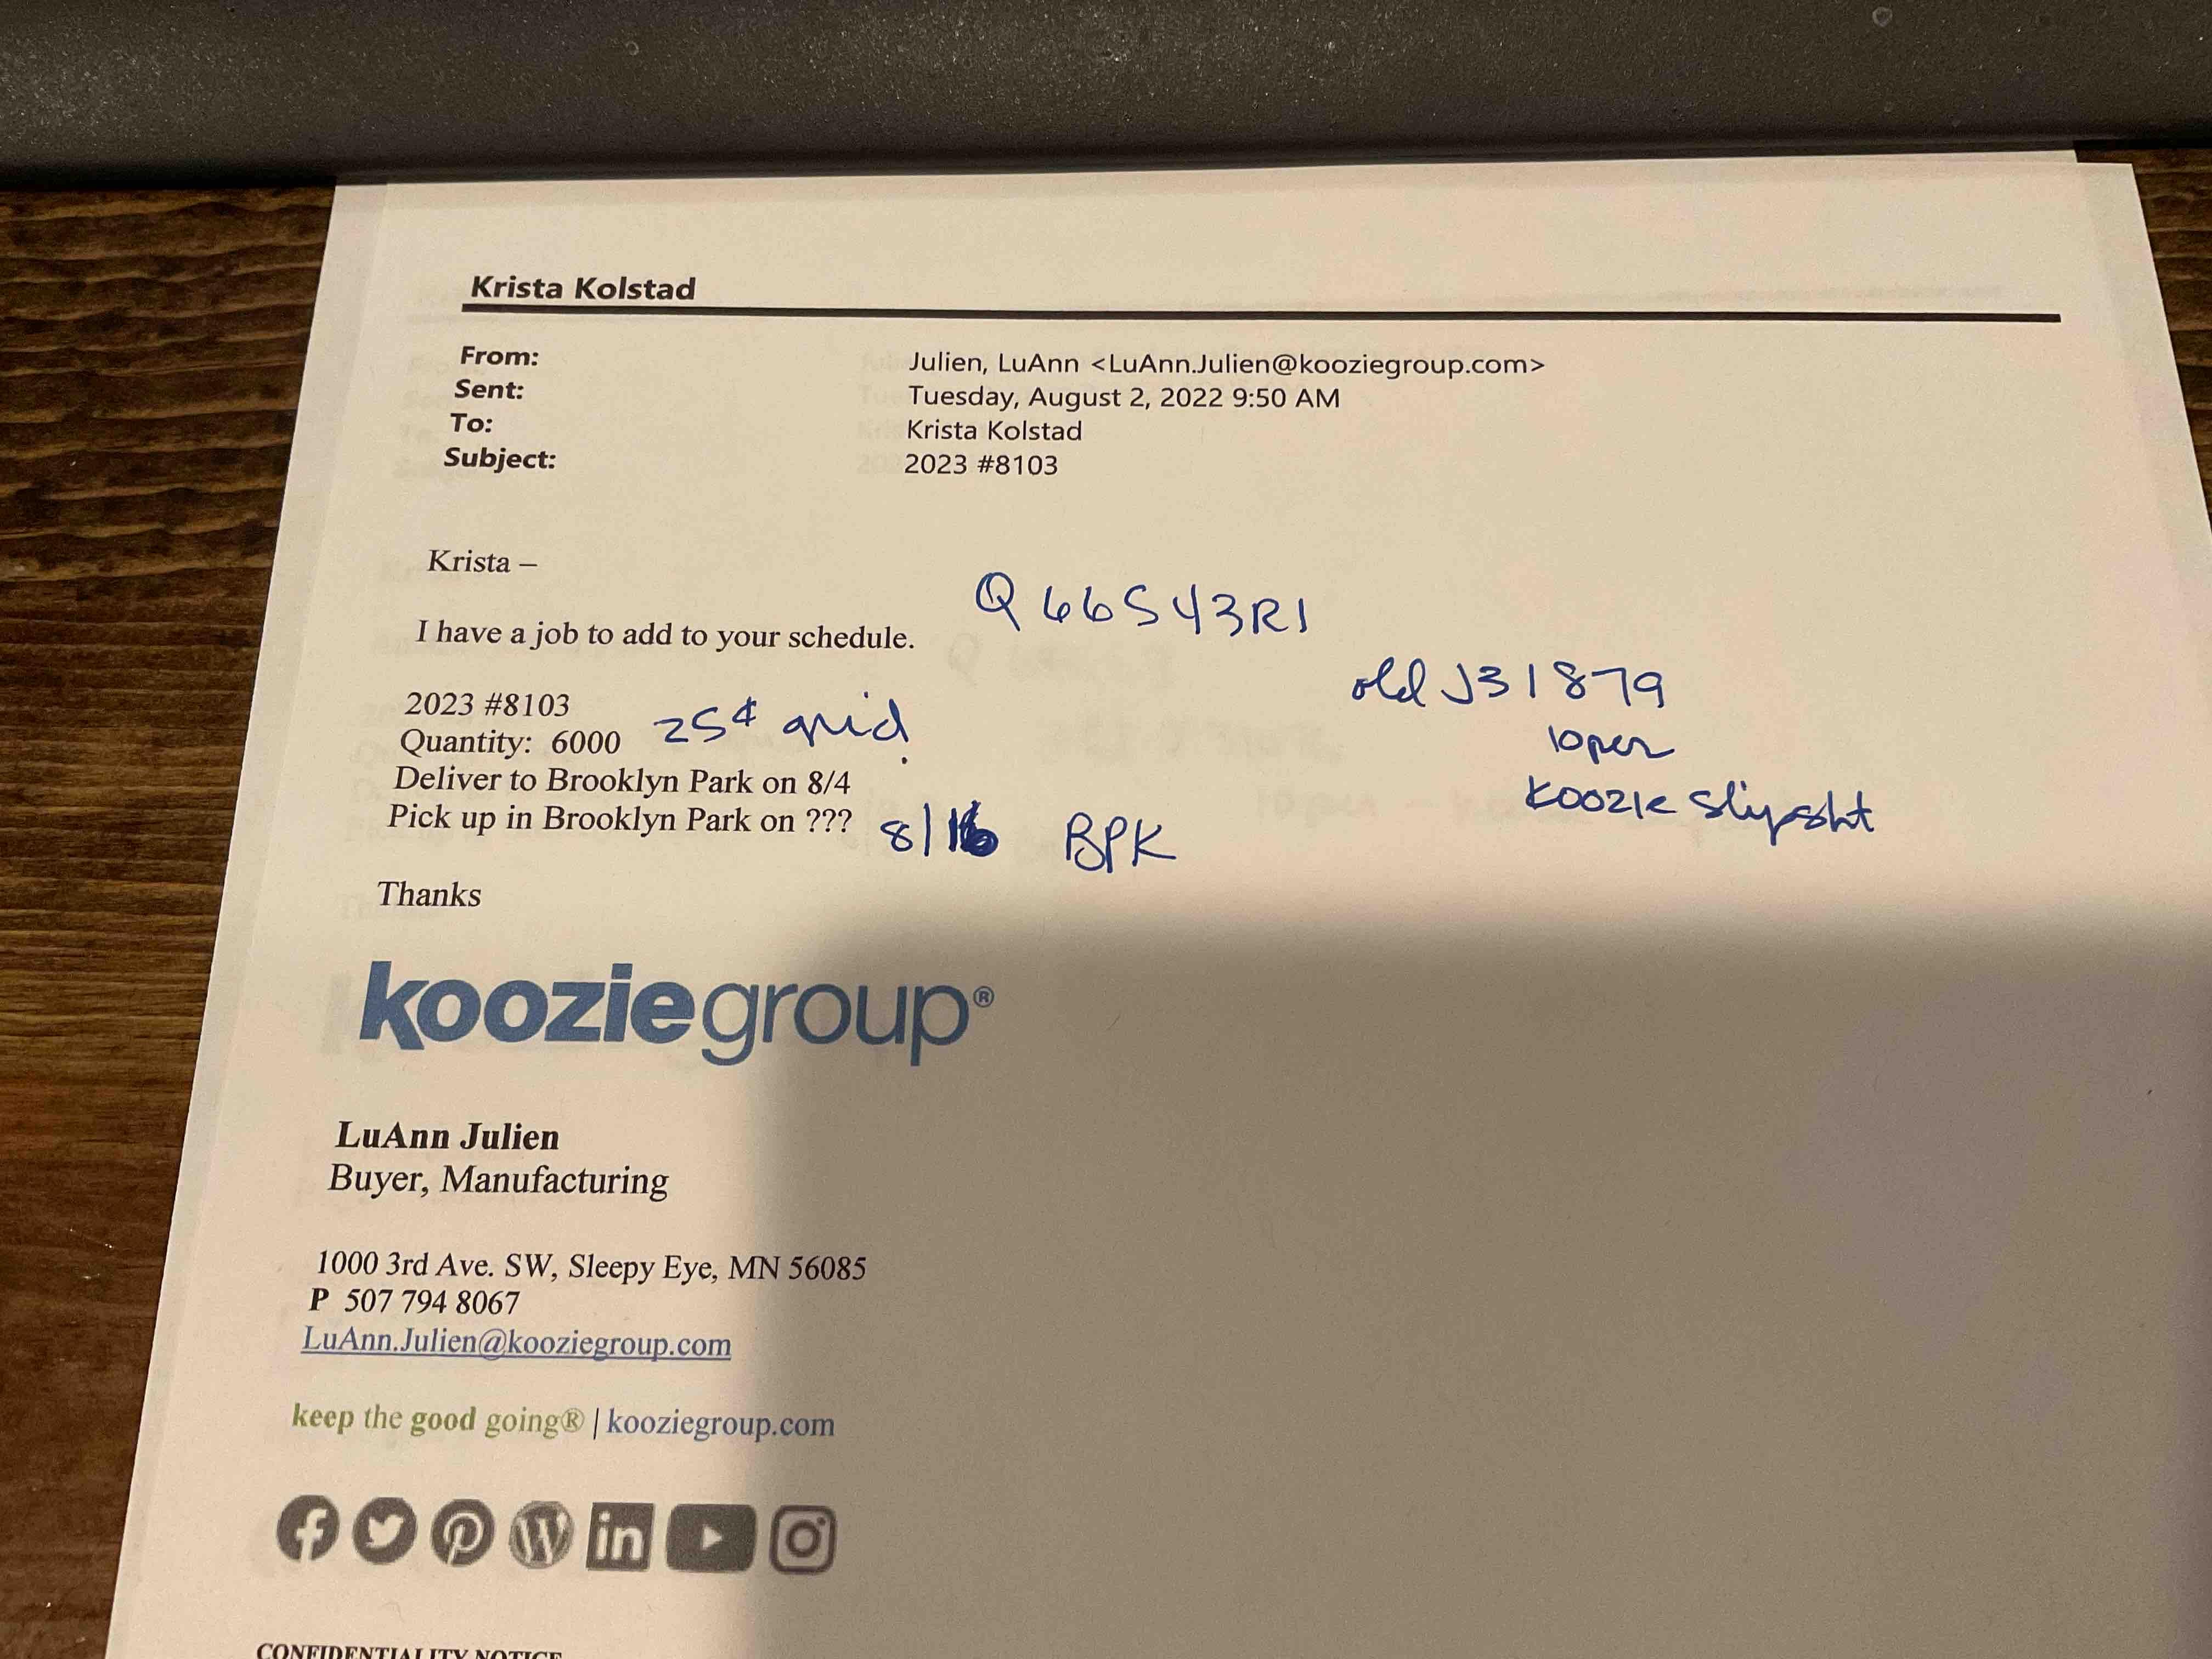 Krista Kolstad
From: Julien, LuAnn <LuAnn.Julien@kooziegroup.com>
Sent: Tuesday, August 2, 2022 9:50 AM
To: Krista Kolstad
Subject: 2023 #8103
Krista –
Q66543R1
I have a job to add to your schedule.
old J31879
2023 #8103
10per
Quantity: 6000 25¢ grid
Koozie slipsht
Deliver to Brooklyn Park on 8/4
Pick up in Brooklyn Park on ??? 8/16 BPK
Thanks
kooziegroup®
LuAnn Julien
Buyer, Manufacturing
1000 3rd Ave. SW, Sleepy Eye, MN 56085
P 507 794 8067
LuAnn.Julien@kooziegroup.com
keep the good going® | kooziegroup.com
in
CONFIDENTIALITY NOTICE